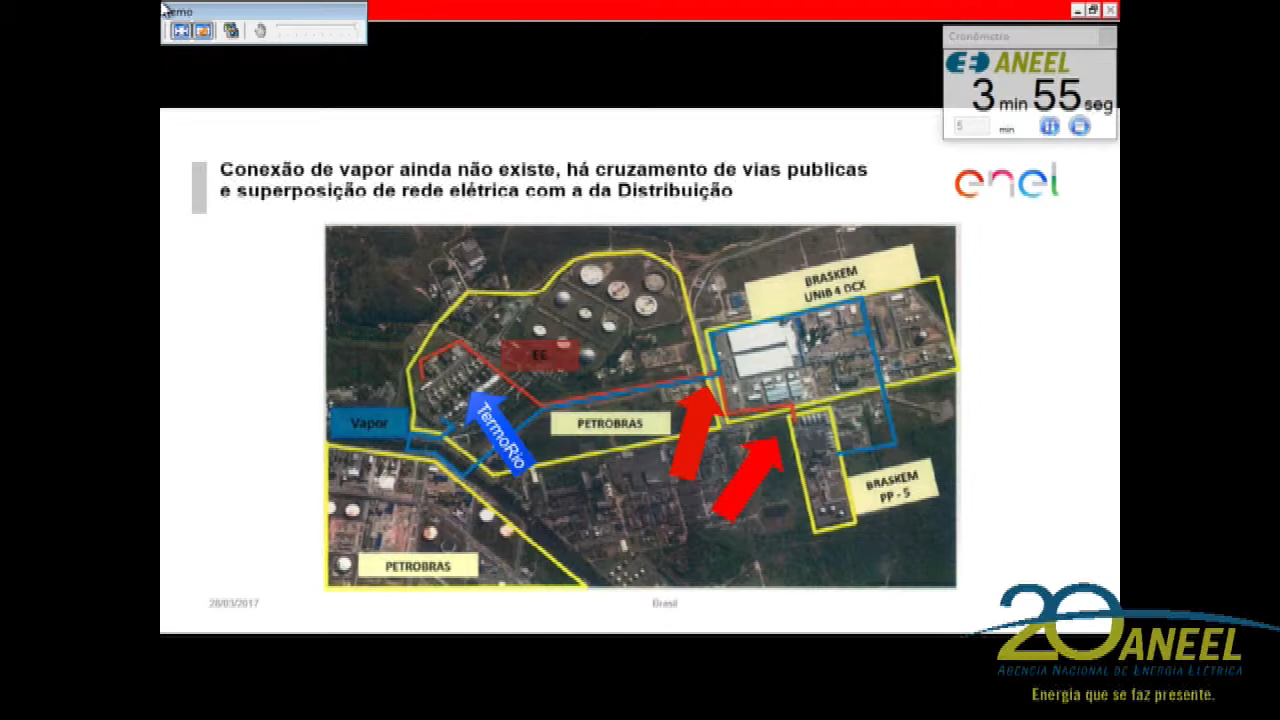 Cronômetro
ANEEL
3 min 55 seg
5 min
Conexão de vapor ainda não existe, há cruzamento de vias publicas
e superposição de rede elétrica com a da Distribuição
enel
BRASKEM
UNIB 4 DCX
EE
Vapor
TermoRio
PETROBRAS
BRASKEM
PP - 5
PETROBRAS
28/03/2017
Brasil
20 ANEEL
AGÊNCIA NACIONAL DE ENERGIA ELÉTRICA
Energia que se faz presente.